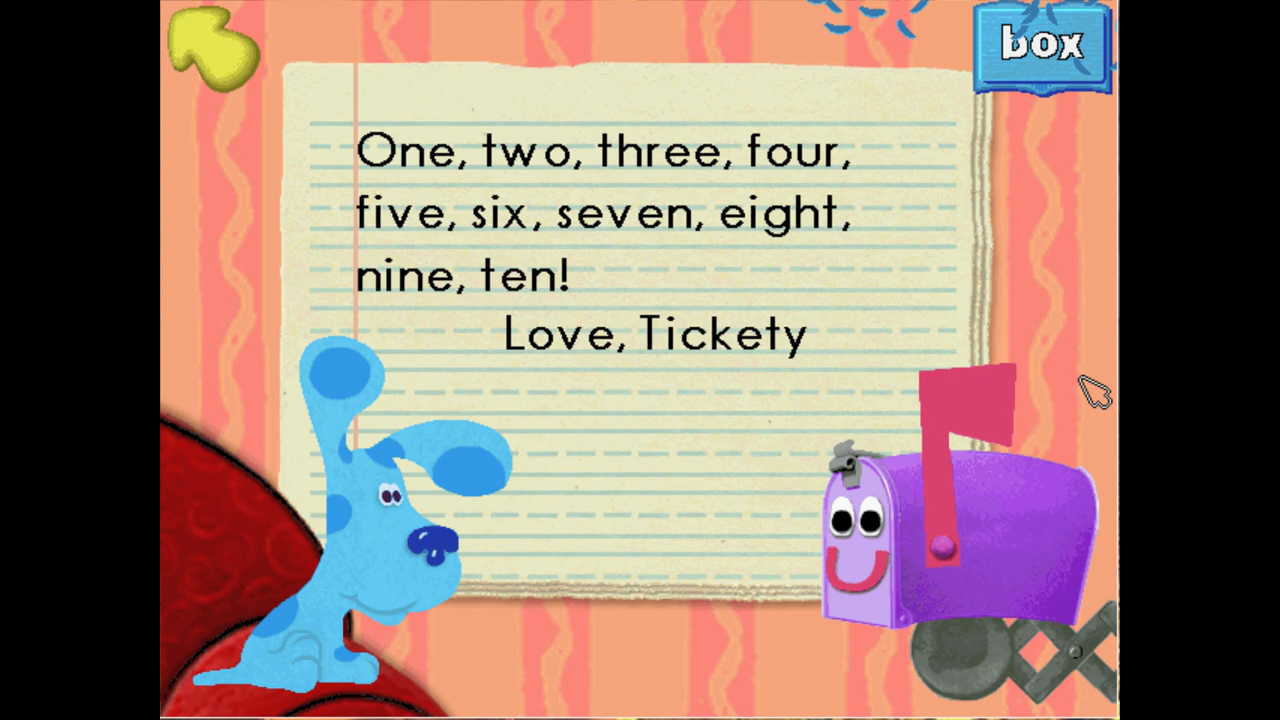 box
One, two, three, four,
five, six, seven, eight,
nine, ten!
Love, Tickety